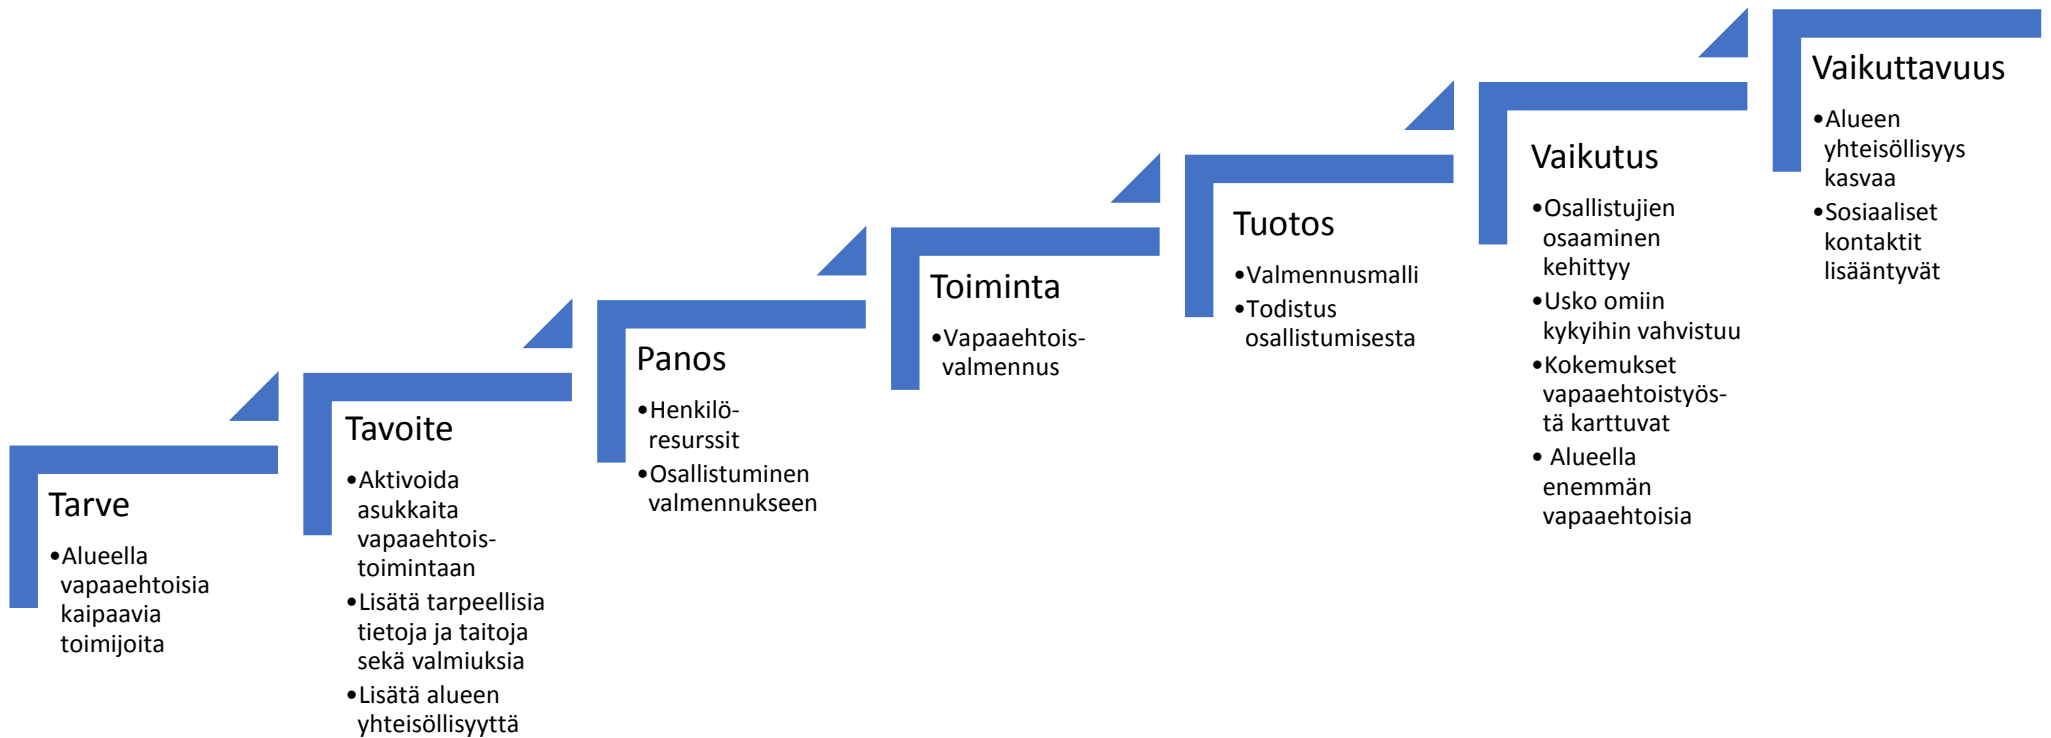 Tarve
•Alueella
vapaaehtoisia
kaipaavia
toimijoita
Tavoite
•Aktivoida
asukkaita
vapaaehtois-
toimintaan
•Lisätä tarpeellisia
tietoja ja taitoja
sekä valmiuksia
•Lisätä alueen
yhteisöllisyyttä
Panos
•Henkilö-
resurssit
•Osallistuminen
valmennukseen
Toiminta
•Vapaaehtois-
valmennus
Tuotos
•Valmennusmalli
•Todistus
osallistumisesta
Vaikutus
•Osallistujien
osaaminen
kehittyy
•Usko omiin
kykyihin vahvistuu
•Kokemukset
vapaaehtoistyös-
tä karttuvat
• Alueella
enemmän
vapaaehtoisia
Vaikuttavuus
•Alueen
yhteisöllisyys
kasvaa
•Sosiaaliset
kontaktit
lisääntyvät